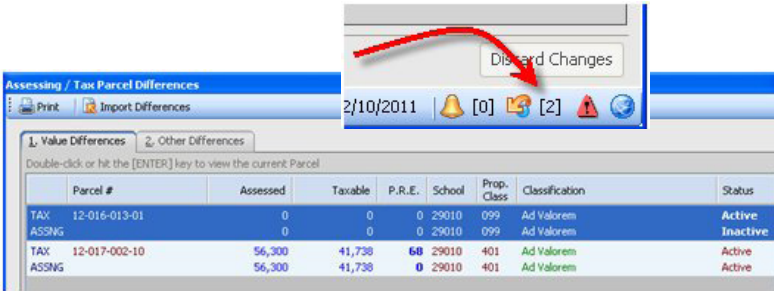 Discard Changes
2/10/2011 [0] [2]
Assessing / Tax Parcel Differences
Print Import Differences
1. Value Differences 2. Other Differences
Double-click or hit the [ENTER] key to view the current Parcel
Parcel # Assessed Taxable P.R.E. School Prop. Class Classification Status
TAX 12-016-013-01 0 0 0 29010 099 Ad Valorem Active
ASSNG 0 0 0 29010 099 Ad Valorem Inactive
TAX 12-017-002-10 56,300 41,738 68 29010 401 Ad Valorem Active
ASSNG 56,300 41,738 0 29010 401 Ad Valorem Active